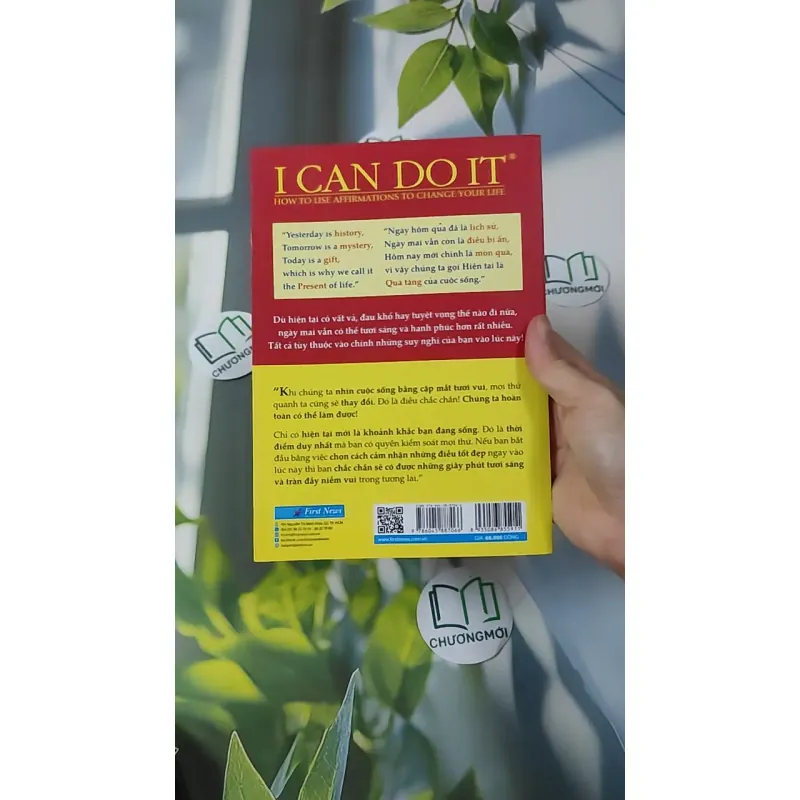 I CAN DO IT®
HOW TO USE AFFIRMATIONS TO CHANGE YOUR LIFE
"Yesterday is history,
Tomorrow is a mystery,
Today is a gift,
which is why we call it
the Present of life."
"Ngày hôm qua đã là lịch sử,
Ngày mai vẫn còn là điều bí ẩn,
Hôm nay mới chính là món quà,
vì vậy chúng ta gọi Hiện tại là
Quà tặng của cuộc sống."
Dù hiện tại có vất vả, đau khổ hay tuyệt vọng thế nào đi nữa,
ngày mai vẫn có thể tươi sáng và hạnh phúc hơn rất nhiều.
Tất cả tùy thuộc vào chính những suy nghĩ của bạn vào lúc này!
"Khi chúng ta nhìn cuộc sống bằng cặp mắt tươi vui, mọi thứ
quanh ta cũng sẽ thay đổi. Đó là điều chắc chắn! Chúng ta hoàn
toàn có thể làm được!
Chỉ có hiện tại mới là khoảnh khắc bạn đang sống. Đó là thời
điểm duy nhất mà bạn có quyền kiểm soát mọi thứ. Nếu bạn bắt
đầu bằng việc chọn cách cảm nhận những điều tốt đẹp ngay vào
lúc này thì bạn chắc chắn sẽ có được những giây phút tươi sáng
và tràn đầy niềm vui trong tương lai."
First News
www.firstnews.com.vn
GIÁ: 88.000 ĐỒNG
CHƯƠNGMỚI
CHƯƠNGMỚI
CHƯƠNGMỚI